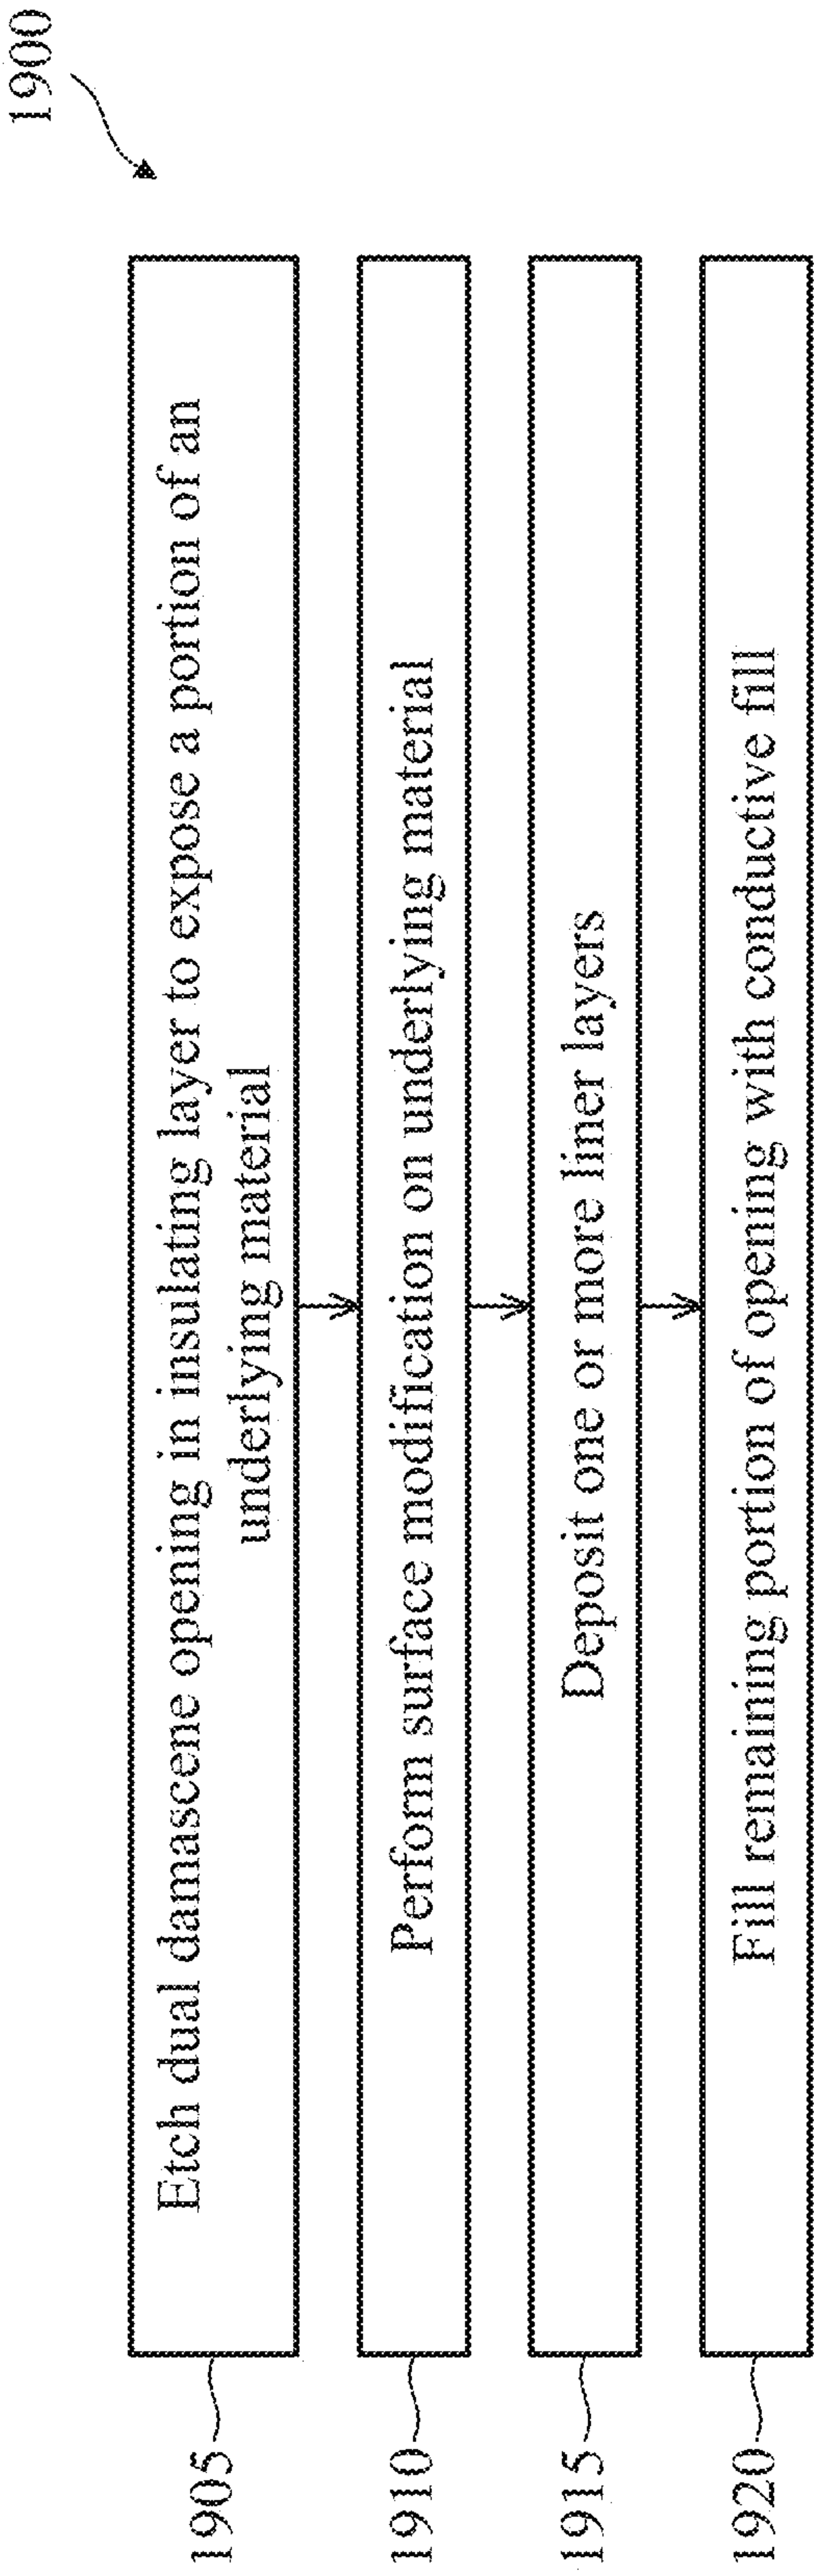 1900
1905
Etch dual damascene opening in insulating layer to expose a portion of an
underlying material
1910
Perform surface modification on underlying material
1915
Deposit one or more liner layers
1920
Fill remaining portion of opening with conductive fill